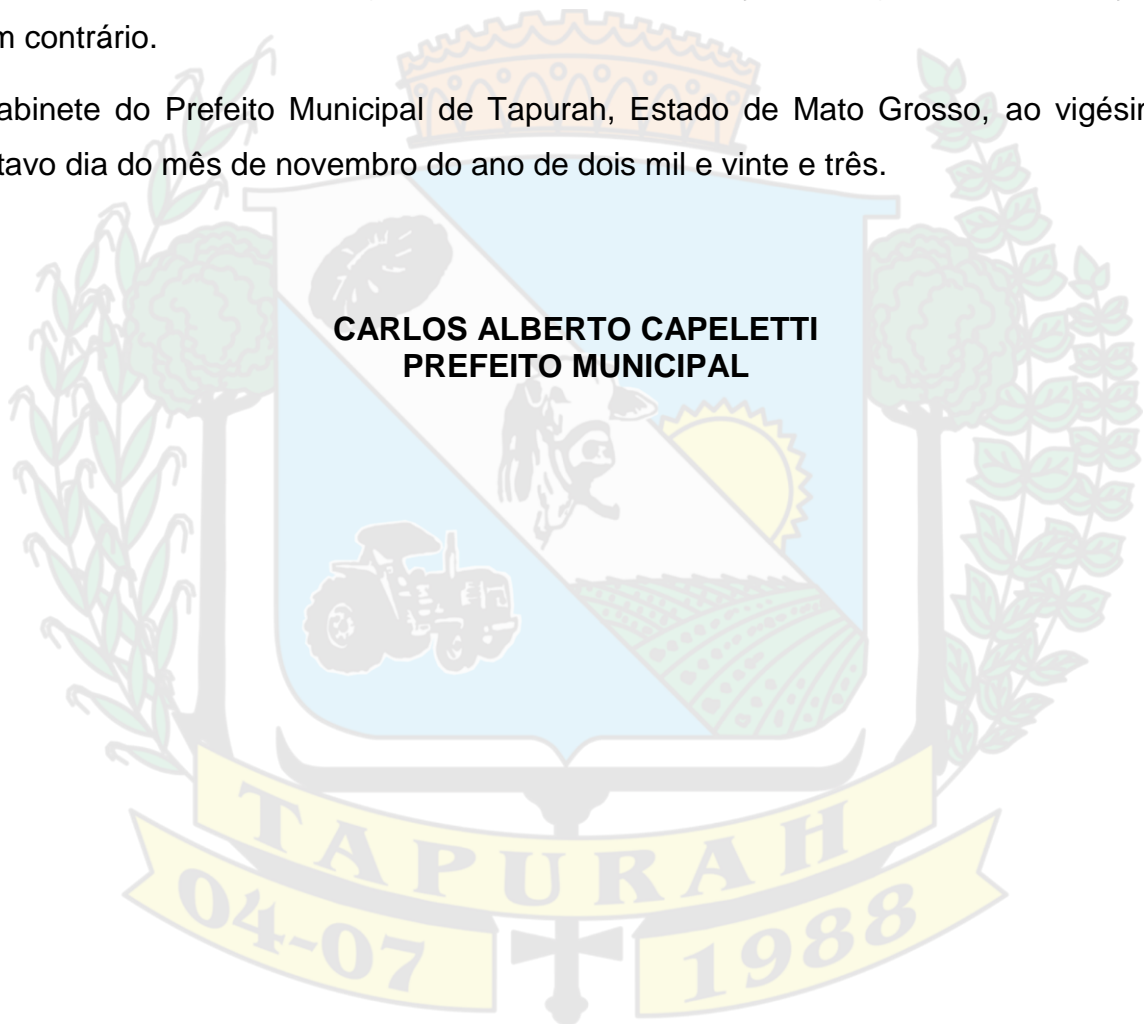 m contrário.
abinete do Prefeito Municipal de Tapurah, Estado de Mato Grosso, ao vigési
tavo dia do mês de novembro do ano de dois mil e vinte e três.
CARLOS ALBERTO CAPELETTI
PREFEITO MUNICIPAL
TAPURAH
04-07 1988